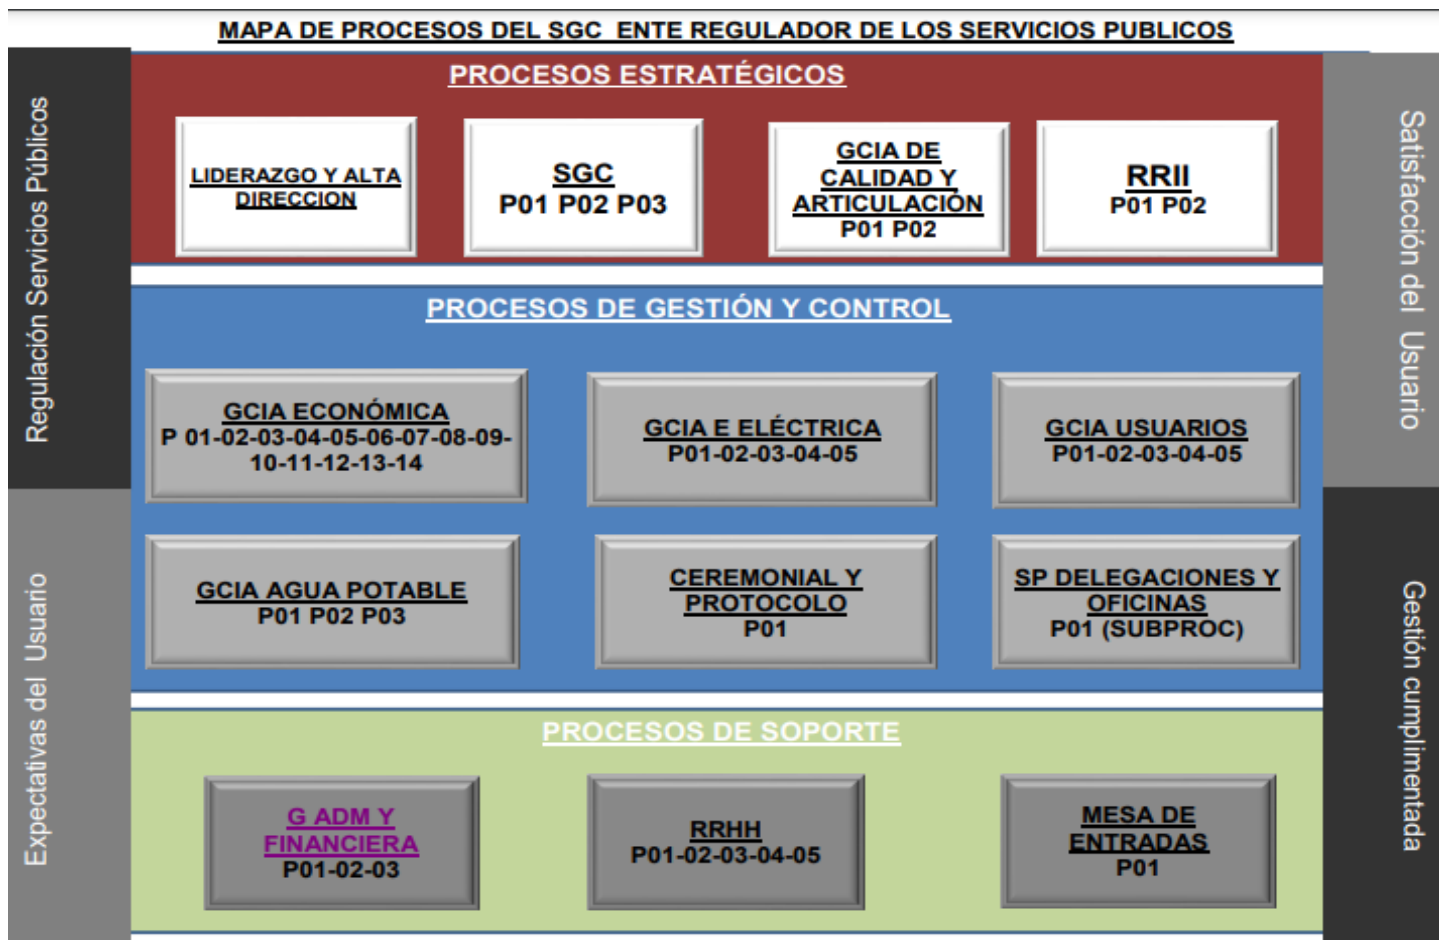 MAPA DE PROCESOS DEL SGC ENTE REGULADOR DE LOS SERVICIOS PUBLICOS
Regulación Servicios Públicos
Expectativas del Usuario
PROCESOS ESTRATÉGICOS
LIDERAZGO Y ALTA
DIRECCION
SGC
P01 P02 P03
GCIA DE
CALIDAD Y
ARTICULACIÓN
P01 P02
RRII
P01 P02
PROCESOS DE GESTIÓN Y CONTROL
GCIA ECONÓMICA
P 01-02-03-04-05-06-07-08-09-
10-11-12-13-14
GCIA E ELÉCTRICA
P01-02-03-04-05
GCIA USUARIOS
P01-02-03-04-05
GCIA AGUA POTABLE
P01 P02 P03
CEREMONIAL Y
PROTOCOLO
P01
SP DELEGACIONES Y
OFICINAS
P01 (SUBPROC)
PROCESOS DE SOPORTE
G ADM Y
FINANCIERA
P01-02-03
RRHH
P01-02-03-04-05
MESA DE
ENTRADAS
P01
Satisfacción del Usuario
Gestión cumplimentada